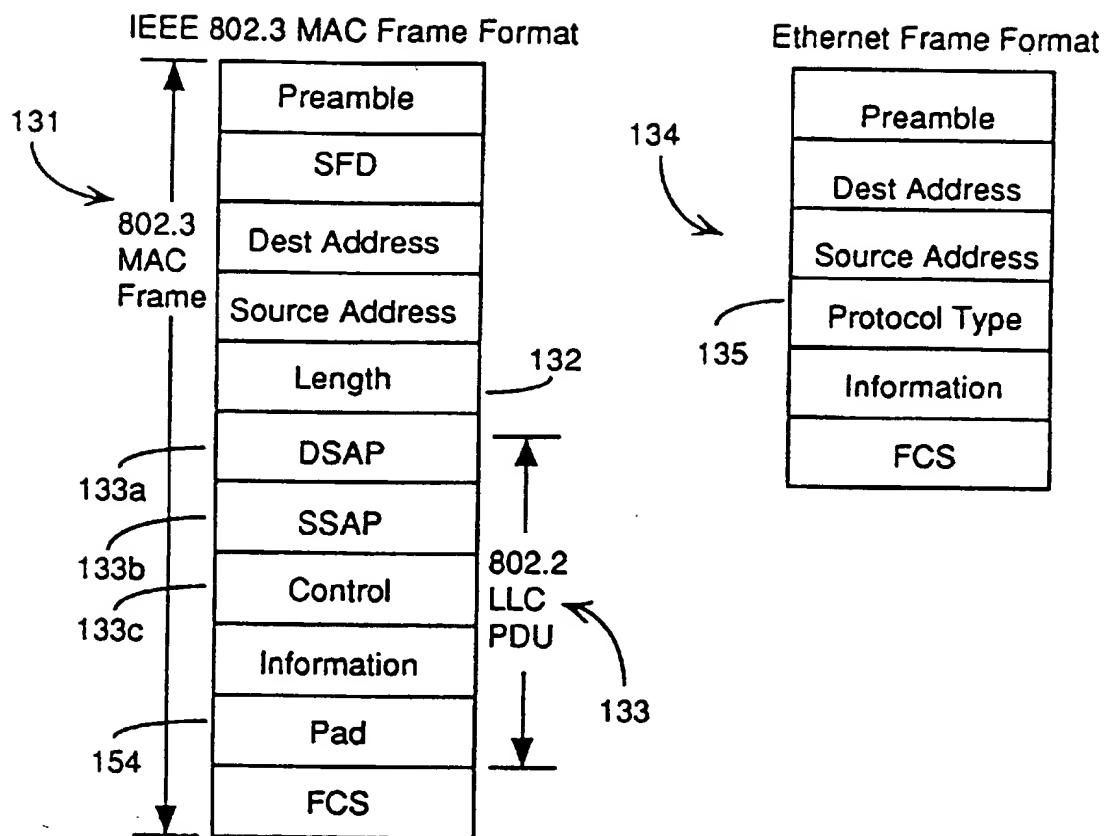 IEEE 802.3 MAC Frame Format
Preamble
SFD
Dest Address
Source Address
Length
DSAP
SSAP
Control
Information
Pad
FCS
131
802.3
MAC
Frame
132
133a
133b
133c
154
802.2
LLC
PDU
133
Ethernet Frame Format
Preamble
Dest Address
Source Address
Protocol Type
Information
FCS
134
135